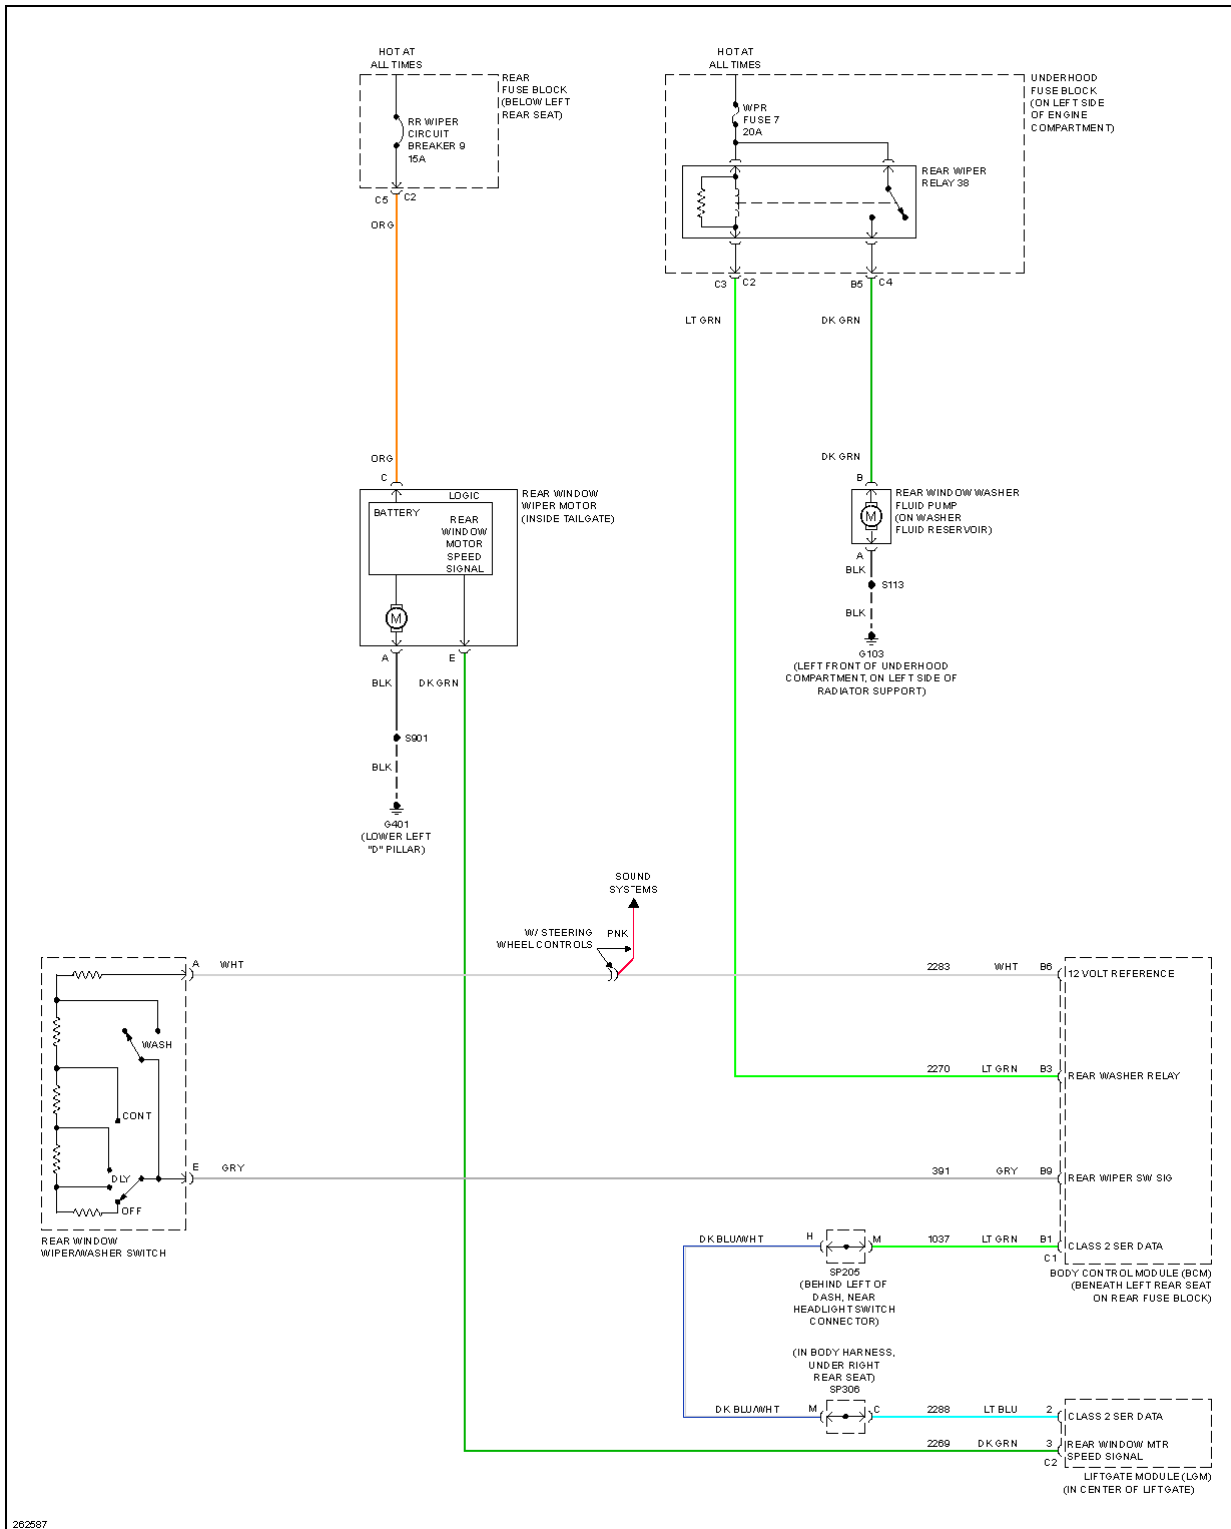 HOT AT
ALL TIMES
REAR
FUSE BLOCK
(BELOW LEFT
REAR SEAT)
RR WIPER
CIRCUIT
BREAKER 9
15A
C5
C2
ORG
HOT AT
ALL TIMES
UNDERHOOD
FUSE BLOCK
(ON LEFT SIDE
OF ENGINE
COMPARTMENT)
WPR
FUSE 7
20A
REAR WIPER
RELAY 38
C3
C2
B5
C4
LT GRN
DK GRN
ORG
C
LOGIC
BATTERY
REAR
WINDOW
MOTOR
SPEED
SIGNAL
M
REAR WINDOW
WIPER MOTOR
(INSIDE TAILGATE)
A
E
BLK
DK GRN
S901
BLK
G401
(LOWER LEFT
"D" PILLAR)
DK GRN
B
M
REAR WINDOW WASHER
FLUID PUMP
(ON WASHER
FLUID RESERVOIR)
A
BLK
S113
BLK
G103
(LEFT FRONT OF UNDERHOOD
COMPARTMENT, ON LEFT SIDE OF
RADIATOR SUPPORT)
SOUND
SYSTEMS
W/ STEERING
WHEEL CONTROLS
PNK
A
WHT
2283
WHT
B6
12 VOLT REFERENCE
WASH
CONT
DLY
OFF
2270
LT GRN
B3
REAR WASHER RELAY
E
GRY
391
GRY
B9
REAR WIPER SW SIG
REAR WINDOW
WIPER/WASHER SWITCH
DK BLU/WHT
H
M
1037
LT GRN
B1
CLASS 2 SER DATA
C1
SP205
(BEHIND LEFT OF
DASH, NEAR
HEADLIGHT SWITCH
CONNECTOR)
BODY CONTROL MODULE (BCM)
(BENEATH LEFT REAR SEAT
ON REAR FUSE BLOCK)
(IN BODY HARNESS,
UNDER RIGHT
REAR SEAT)
SP306
DK BLU/WHT
M
C
2288
LT BLU
2
CLASS 2 SER DATA
2269
DK GRN
3
REAR WINDOW MTR
SPEED SIGNAL
C2
LIFTGATE MODULE (LGM)
(IN CENTER OF LIFTGATE)
262587